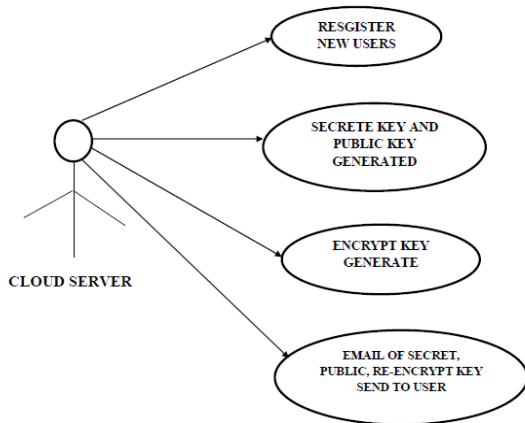 RESGISTER
NEW USERS
SECRETE KEY AND
PUBLIC KEY
GENERATED
ENCRYPT KEY
GENERATE
CLOUD SERVER
EMAIL OF SECRET,
PUBLIC, RE-ENCRYPT KEY
SEND TO USER